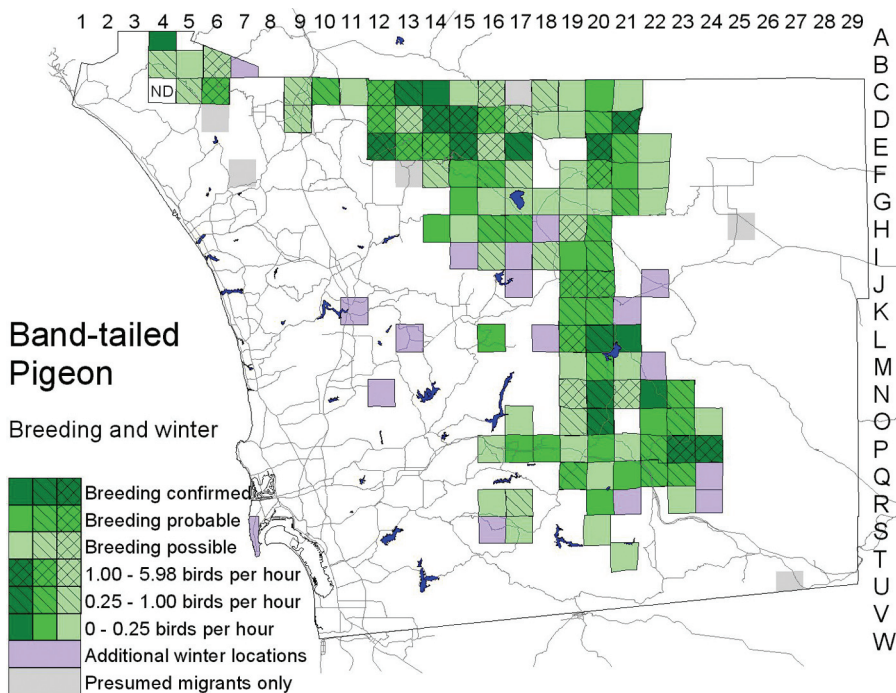 1 2 3 4 5 6 7 8 9 10 11 12 13 14 15 16 17 18 19 20 21 22 23 24 25 26 27 28 29
A
B
C
ND
D
E
F
G
H
I
J
K
L
M
N
O
P
Q
R
S
T
U
V
W
Band-tailed
Pigeon
Breeding and winter
Breeding confirmed
Breeding probable
Breeding possible
1.00 - 5.98 birds per hour
0.25 - 1.00 birds per hour
0 - 0.25 birds per hour
Additional winter locations
Presumed migrants only